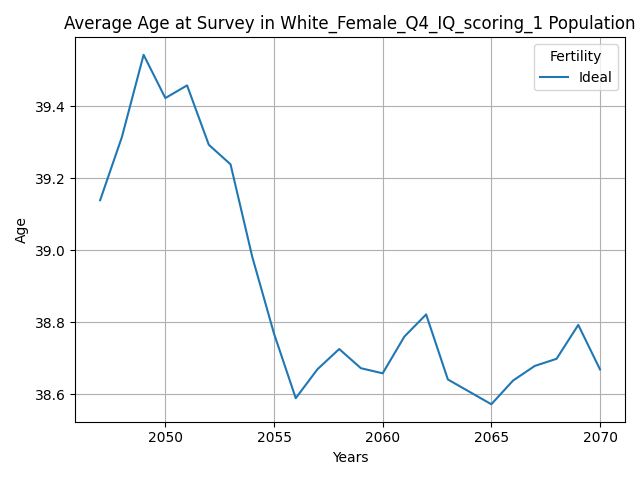 Average Age at Survey in White_Female_Q4_IQ_scoring_1 Population
Fertility
Ideal
39.4
39.2
39.0
38.8
38.6
Age
2050 2055 2060 2065 2070
Years